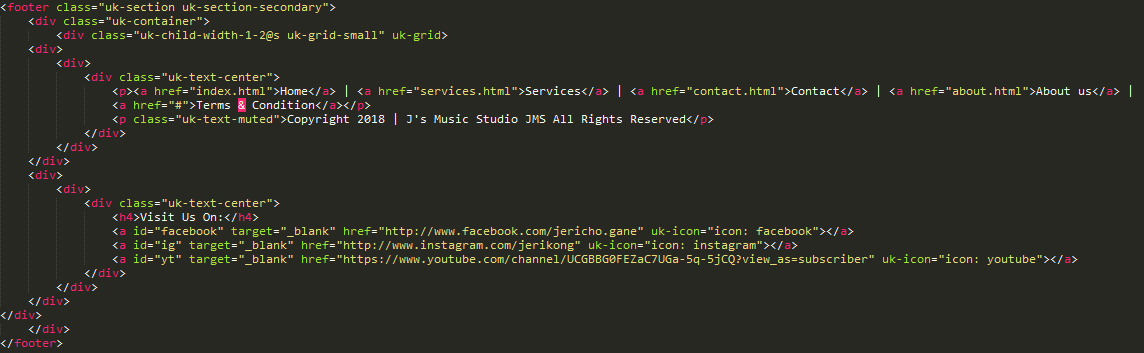 <footer class="uk-section uk-section-secondary">
<div class="uk-container">
<div class="uk-child-width-1-2@s uk-grid-small" uk-grid>
<div>
<div>
<div class="uk-text-center">
<p><a href="index.html">Home</a> | <a href="services.html">Services</a> | <a href="contact.html">Contact</a> | <a href="about.html">About us</a> |
<a href="#">Terms & Condition</a></p>
<p class="uk-text-muted">Copyright 2018 | J's Music Studio JMS All Rights Reserved</p>
</div>
</div>
</div>
<div>
<div>
<div class="uk-text-center">
<h4>Visit Us On:</h4>
<a id="facebook" target="_blank" href="http://www.facebook.com/jericho.gane" uk-icon="icon: facebook"></a>
<a id="ig" target="_blank" href="http://www.instagram.com/jerikong" uk-icon="icon: instagram"></a>
<a id="yt" target="_blank" href="https://www.youtube.com/channel/UCGBBG0FEZaC7UGa-5q-5jCQ?view_as=subscriber" uk-icon="icon: youtube"></a>
</div>
</div>
</div>
</div>
</div>
</footer>